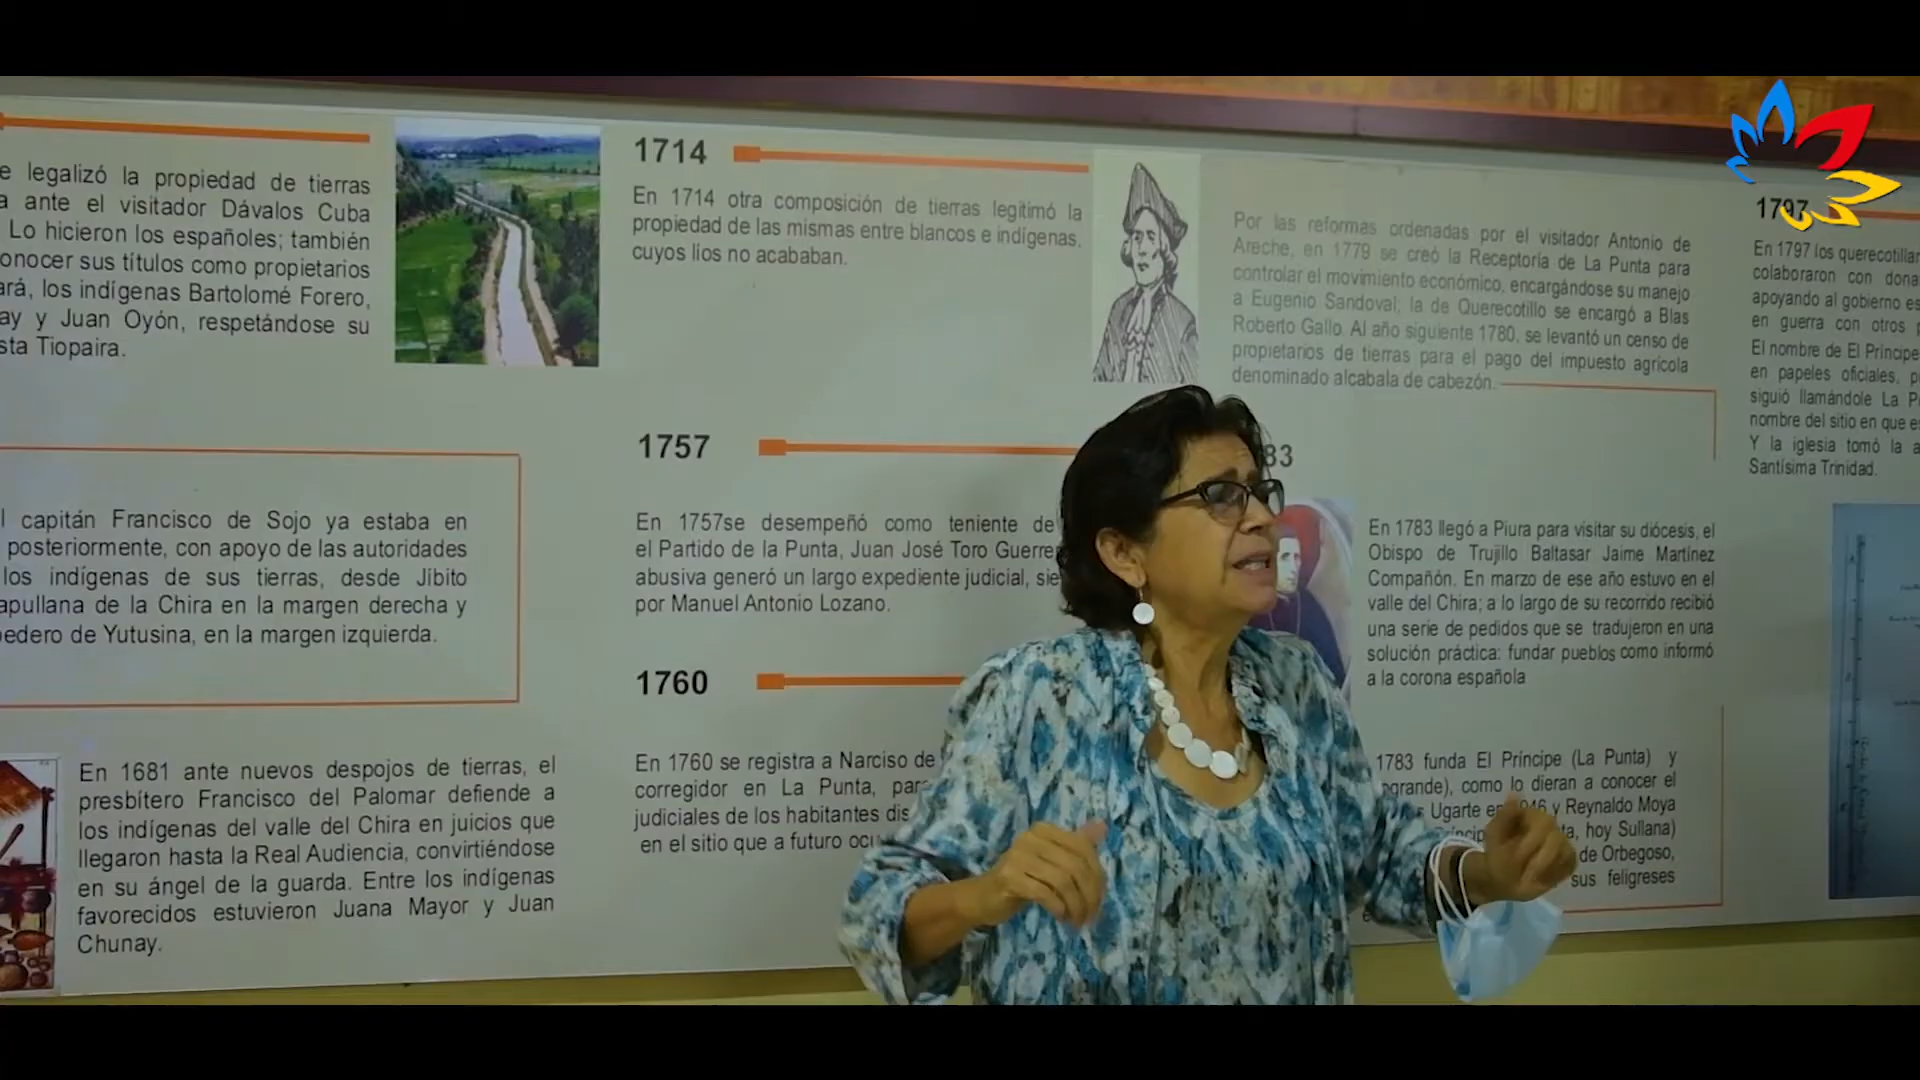 e legalizó la propiedad de tierras
a ante el visitador Dávalos Cuba
Lo hicieron los españoles; también
onocer sus títulos como propietarios
ará, los indígenas Bartolomé Forero,
ay y Juan Oyón, respetándose su
sta Tiopaira.
l capitán Francisco de Sojo ya estaba en
posteriormente, con apoyo de las autoridades
los indígenas de sus tierras, desde Jíbito
apullana de la Chira en la margen derecha y
edero de Yutusina, en la margen izquierda.
En 1681 ante nuevos despojos de tierras, el
presbítero Francisco del Palomar defiende a
los indígenas del valle del Chira en juicios que
llegaron hasta la Real Audiencia, convirtiéndose
en su ángel de la guarda. Entre los indígenas
favorecidos estuvieron Juana Mayor y Juan
Chunay.
1714
En 1714 otra composición de tierras legitimó la
propiedad de las mismas entre blancos e indígenas,
cuyos líos no acababan.
1757
En 1757se desempeñó como teniente de
el Partido de la Punta, Juan José Toro Guerre
abusiva generó un largo expediente judicial, sie
por Manuel Antonio Lozano.
1760
En 1760 se registra a Narciso de
corregidor en La Punta, par
judiciales de los habitantes dis
en el sitio que a futuro ocu
Por las reformas ordenadas por el visitador Antonio de
Areche, en 1779 se creó la Receptoría de La Punta para
controlar el movimiento económico, encargándose su manejo
a Eugenio Sandoval; la de Querecotillo se encargó a Blas
Roberto Gallo. Al año siguiente 1780, se levantó un censo de
propietarios de tierras para el pago del impuesto agrícola
denominado alcabala de cabezón.
83
En 1783 llegó a Piura para visitar su diócesis, el
Obispo de Trujillo Baltasar Jaime Martínez
Compañón. En marzo de ese año estuvo en el
valle del Chira; a lo largo de su recorrido recibió
una serie de pedidos que se tradujeron en una
solución práctica: fundar pueblos como informó
a la corona española
1783 funda El Príncipe (La Punta) y
ogrande), como lo dieran a conocer el
Ugarte en 1946 y Reynaldo Moya
ta, hoy Sullana)
de Orbegoso,
sus feligreses
1797
En 1797 los querecotillar
colaboraron con dona
apoyando al gobierno es
en guerra con otros p
El nombre de El Príncipe
en papeles oficiales, p
siguió llamándole La P
nombre del sitio en que es
Y la iglesia tomó la a
Santísima Trinidad.